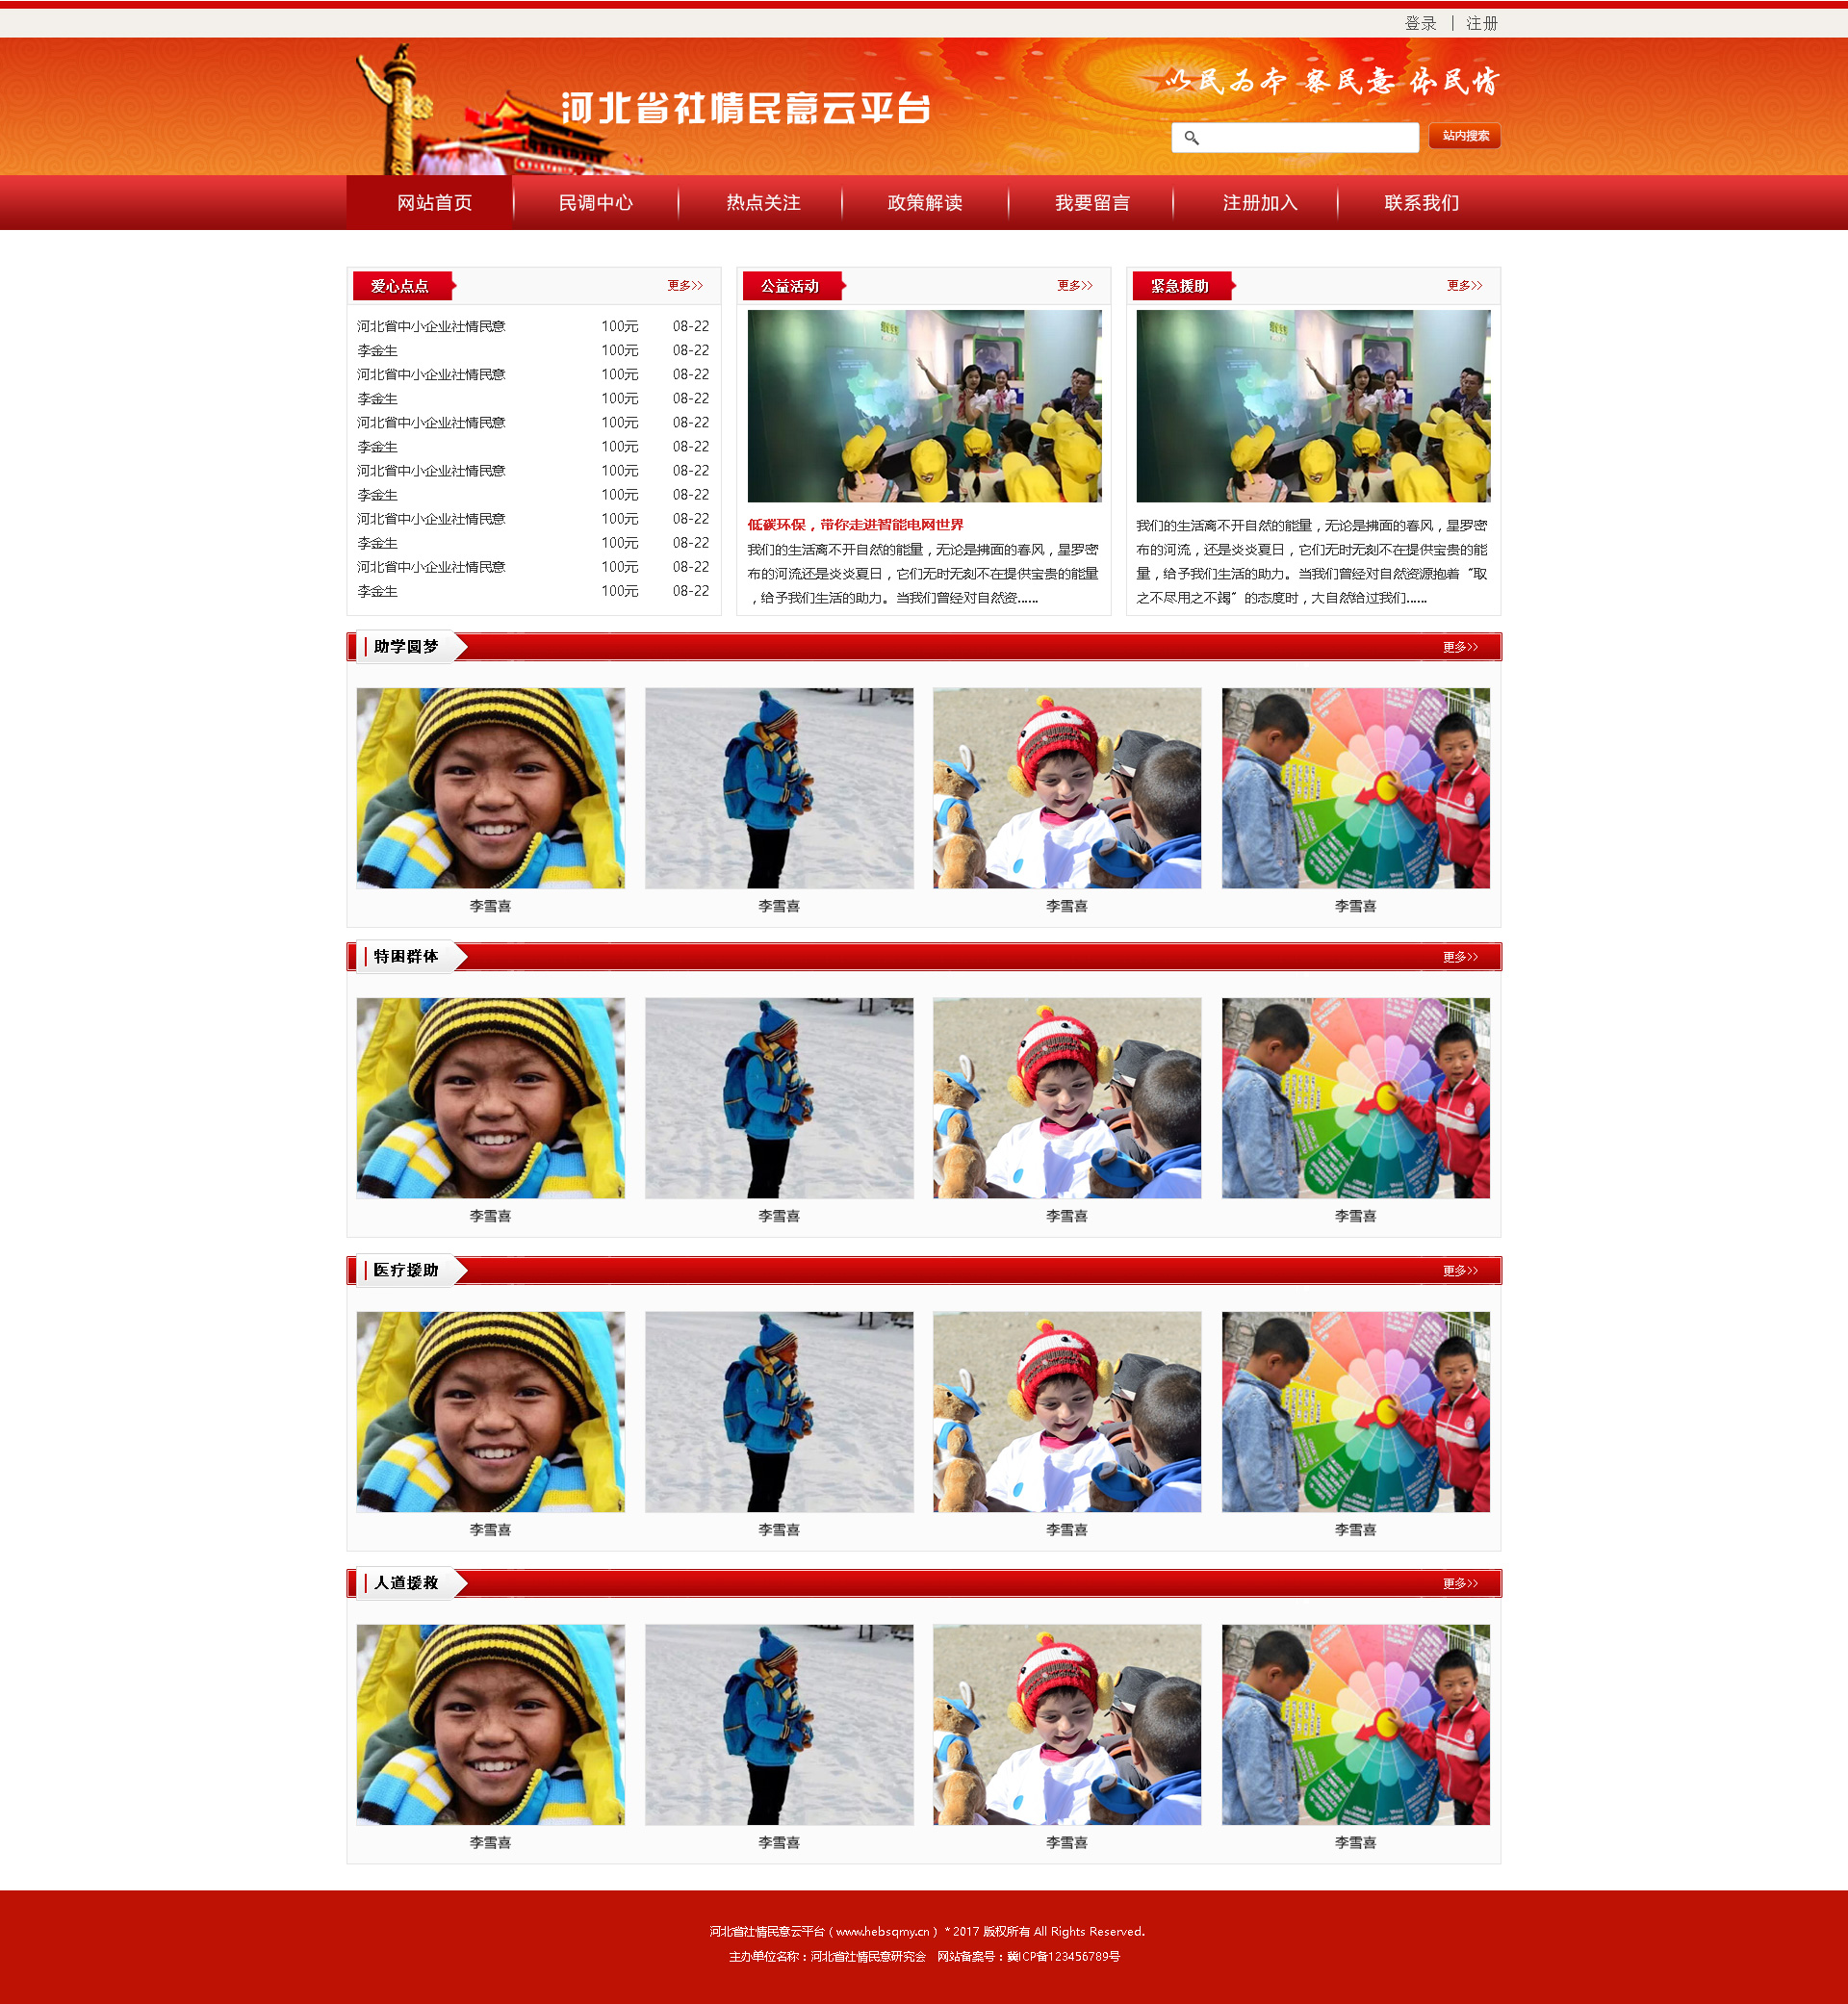 登录 | 注册
河北省社情民意云平台
以民为本 察民意 依民情
站内搜索
网站首页 民调中心 热点关注 政策解读 我要留言 注册加入 联系我们
爱心点点 更多>>
河北省中小企业社情民意 100元 08-22
李金生 100元 08-22
河北省中小企业社情民意 100元 08-22
李金生 100元 08-22
河北省中小企业社情民意 100元 08-22
李金生 100元 08-22
河北省中小企业社情民意 100元 08-22
李金生 100元 08-22
河北省中小企业社情民意 100元 08-22
李金生 100元 08-22
河北省中小企业社情民意 100元 08-22
李金生 100元 08-22
公益活动 更多>>
低碳环保，带你走进智能电网世界
我们的生活离不开自然的能量，无论是拂面的春风，星罗密
布的河流还是炎炎夏日，它们无时无刻不在提供宝贵的能量
，给予我们生活的助力。当我们曾经对自然资......
紧急援助 更多>>
我们的生活离不开自然的能量，无论是拂面的春风，星罗密
布的河流，还是炎炎夏日，它们无时无刻不在提供宝贵的能
量，给予我们生活的助力。当我们曾经对自然资源抱着“取
之不尽用之不竭”的态度时，大自然给过我们......
助学圆梦 更多>>
李雪喜 李雪喜 李雪喜 李雪喜
特困群体 更多>>
李雪喜 李雪喜 李雪喜 李雪喜
医疗援助 更多>>
李雪喜 李雪喜 李雪喜 李雪喜
人道援救 更多>>
李雪喜 李雪喜 李雪喜 李雪喜
河北省社情民意云平台（www.hebsqmy.cn） * 2017 版权所有 All Rights Reserved.
主办单位名称：河北省社情民意研究会 网站备案号：冀ICP备123456789号